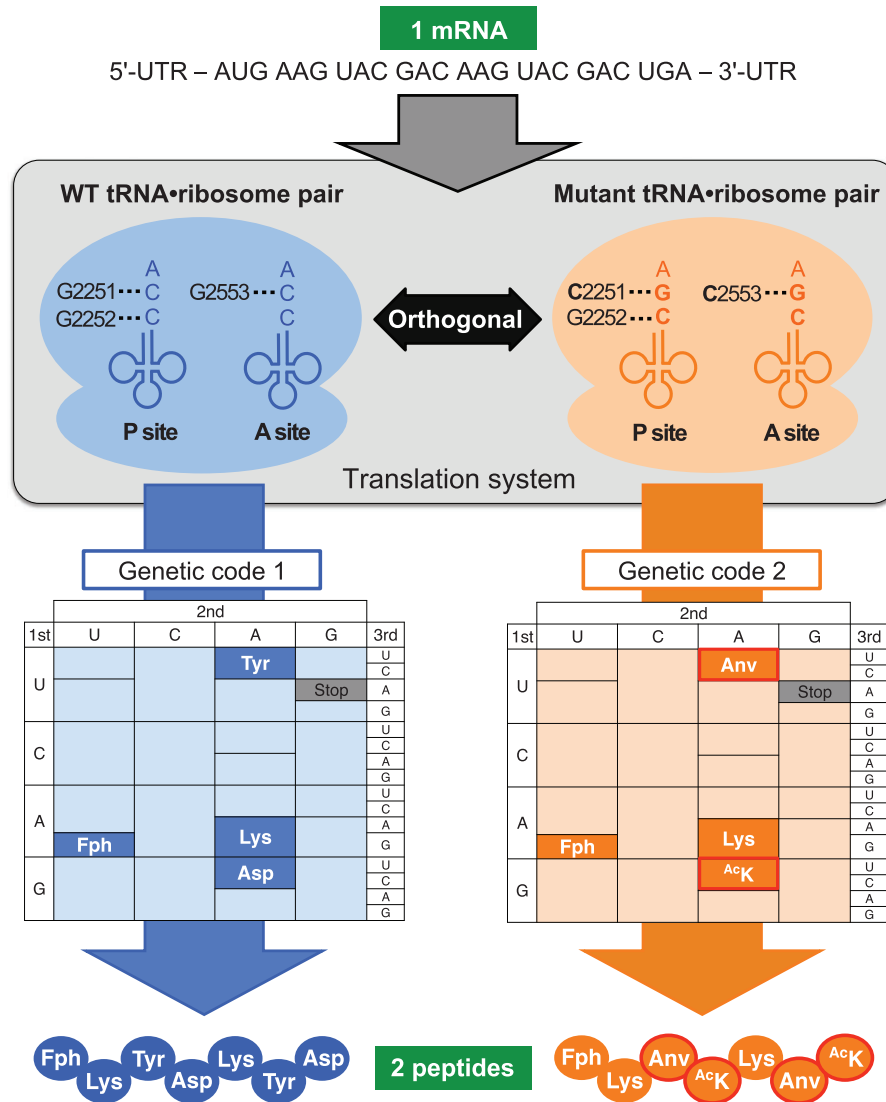 1 mRNA
5'-UTR – AUG AAG UAC GAC AAG UAC GAC UGA – 3'-UTR
WT tRNA•ribosome pair
Mutant tRNA•ribosome pair
A
G2251 C
G2252 C
P site
A
G2553 C
C
A site
Orthogonal
A
C2251 G
G2252 C
P site
A
C2553 G
C
A site
Translation system
Genetic code 1
2nd
1st U C A G 3rd
U
Tyr
Stop
U
C
A
G
C
U
C
A
G
A
Fph
Lys
U
C
A
G
G
Asp
U
C
A
G
Genetic code 2
2nd
1st U C A G 3rd
U
Anv
Stop
U
C
A
G
C
U
C
A
G
A
Fph
Lys
U
C
A
G
G
AcK
U
C
A
G
Fph Lys Tyr Asp Lys Tyr Asp
2 peptides
Fph Lys Anv AcK Lys Anv AcK